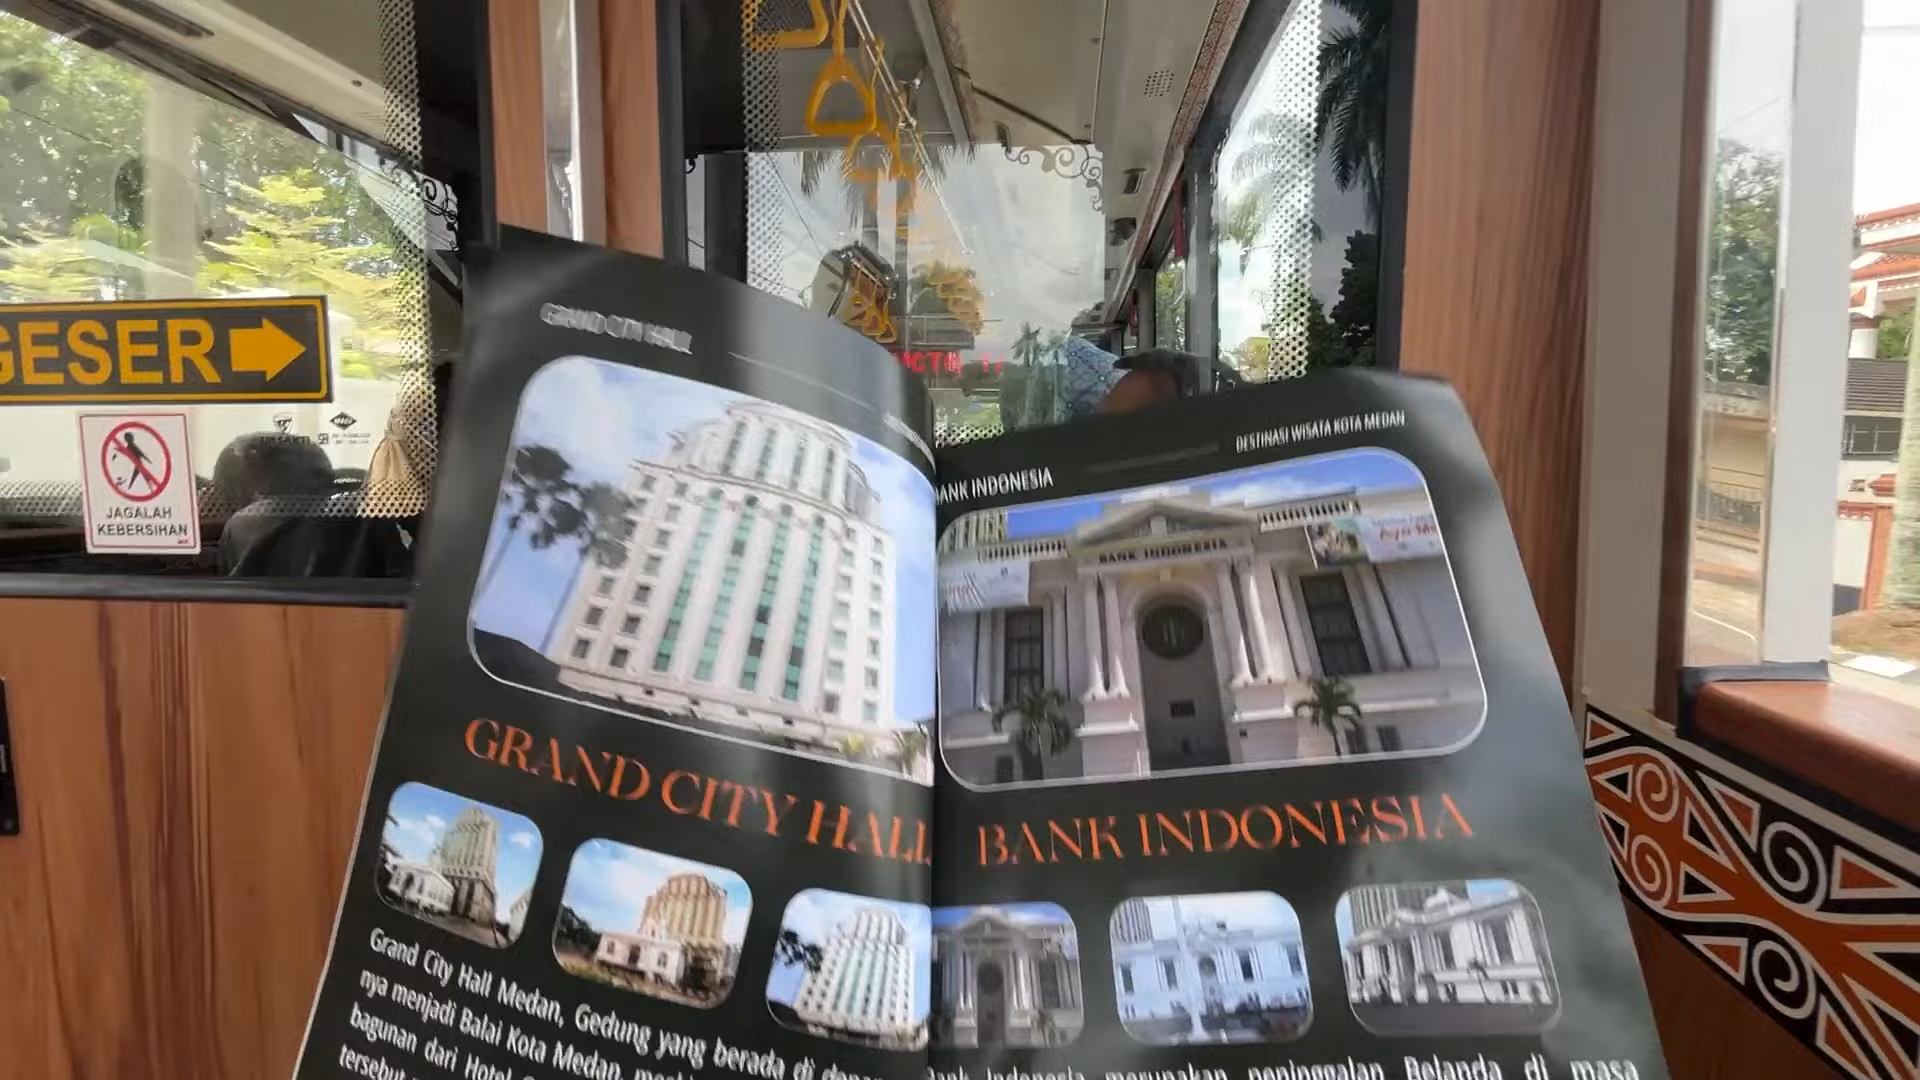 GESER
JAGALAH
KEBERSIHAN
GRAND CITY HALL
GRAND CITY HALL
Grand City Hall Medan, Gedung yang berada di
nya menjadi Balai Kota Medan,
bagunan dari Hotel
tersebut
BANK INDONESIA
DESTINASI WISATA KOTA MEDAN
BANK INDONESIA
BANK INDONESIA
Bank Indonesia merupakan peninggalan Belanda di masa